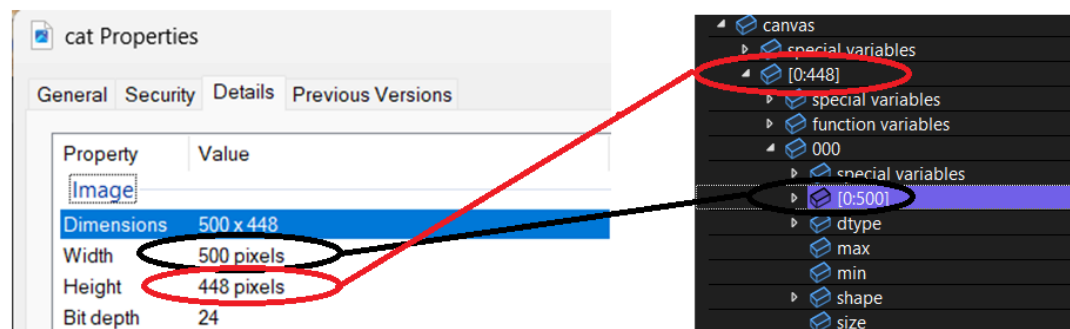 cat Properties
General Security Details Previous Versions
Property Value
Image
Dimensions 500 x 448
Width 500 pixels
Height 448 pixels
Bit depth 24
canvas
special variables
[0:448]
special variables
function variables
000
special variables
[0:500]
dtype
max
min
shape
size